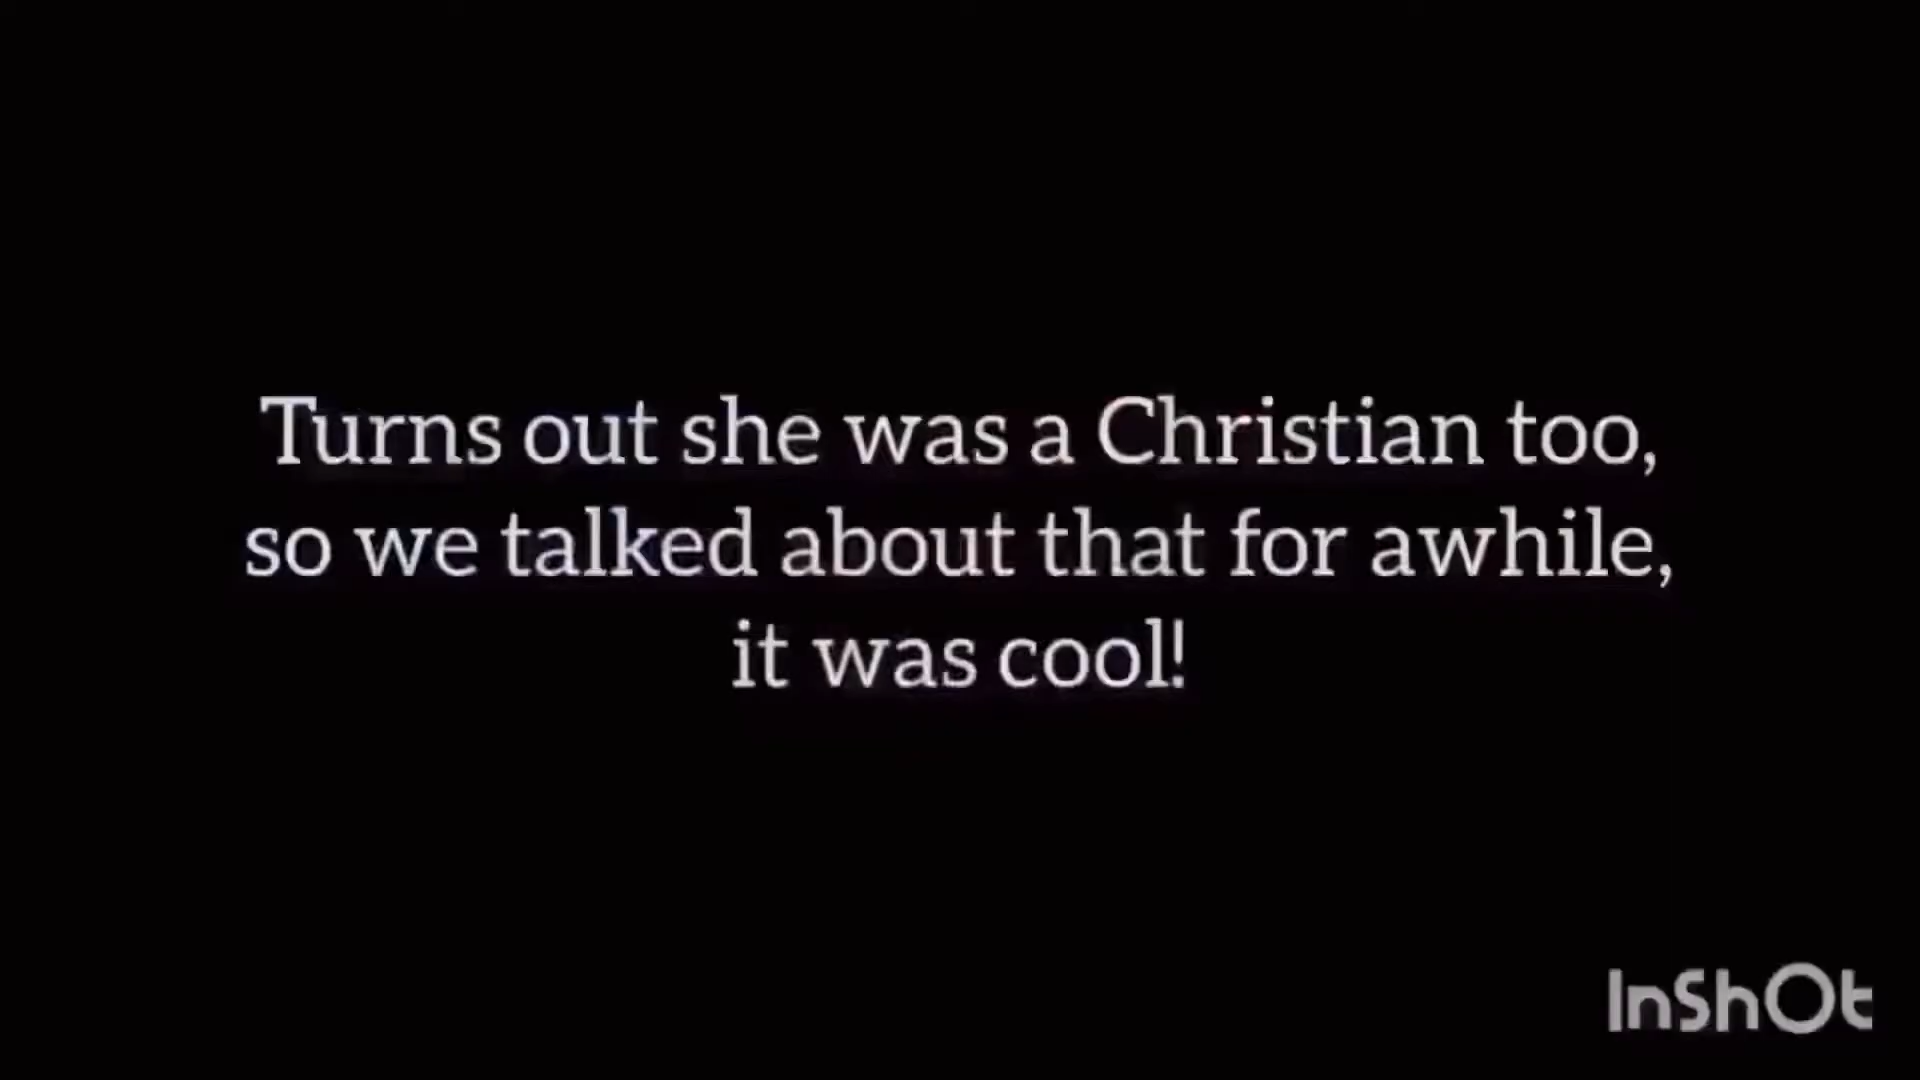 Turns out she was a Christian too,
so we talked about that for awhile,
it was cool!
InShOt